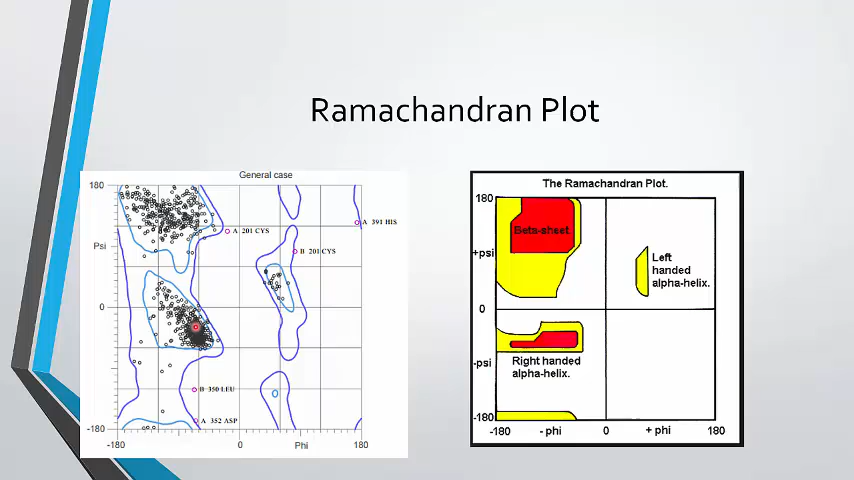 Ramachandran Plot
General case
180
Psi
0
-180
-180
0
Phi
180
A 391 HIS
A 201 CYS
B 201 CYS
B 350 LEU
A 352 ASP
The Ramachandran Plot.
180
+psi
0
-psi
-180
Beta-sheet.
Left
handed
alpha-helix.
Right handed
alpha-helix.
-180
- phi
0
+ phi
180